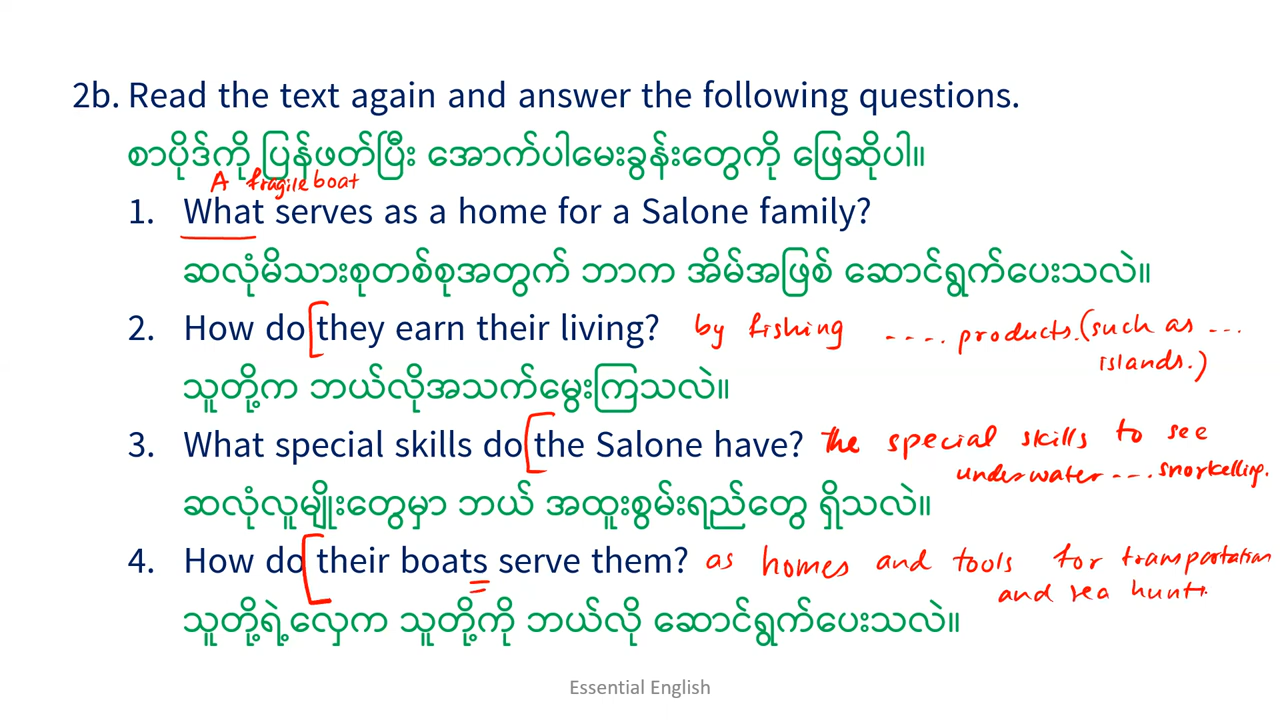 2b. Read the text again and answer the following questions.
စာပိုဒ်ကို ပြန်ဖတ်ပြီး အောက်ပါမေးခွန်းတွေကို ဖြေဆိုပါ။
A fragile boat
1. What serves as a home for a Salone family?
ဆလုံမိသားစုတစ်စုအတွက် ဘာက အိမ်အဖြစ် ဆောင်ရွက်ပေးသလဲ။
2. How do they earn their living? by fishing .... products. (such as ...
islands.)
သူတို့က ဘယ်လိုအသက်မွေးကြသလဲ။
3. What special skills do the Salone have? the special skills to see
underwater ... snorkelling.
ဆလုံလူမျိုးတွေမှာ ဘယ် အထူးစွမ်းရည်တွေ ရှိသလဲ။
4. How do their boats serve them? as homes and tools for transportation
and sea hunt.
သူတို့ရဲ့လှေက သူတို့ကို ဘယ်လို ဆောင်ရွက်ပေးသလဲ။
Essential English